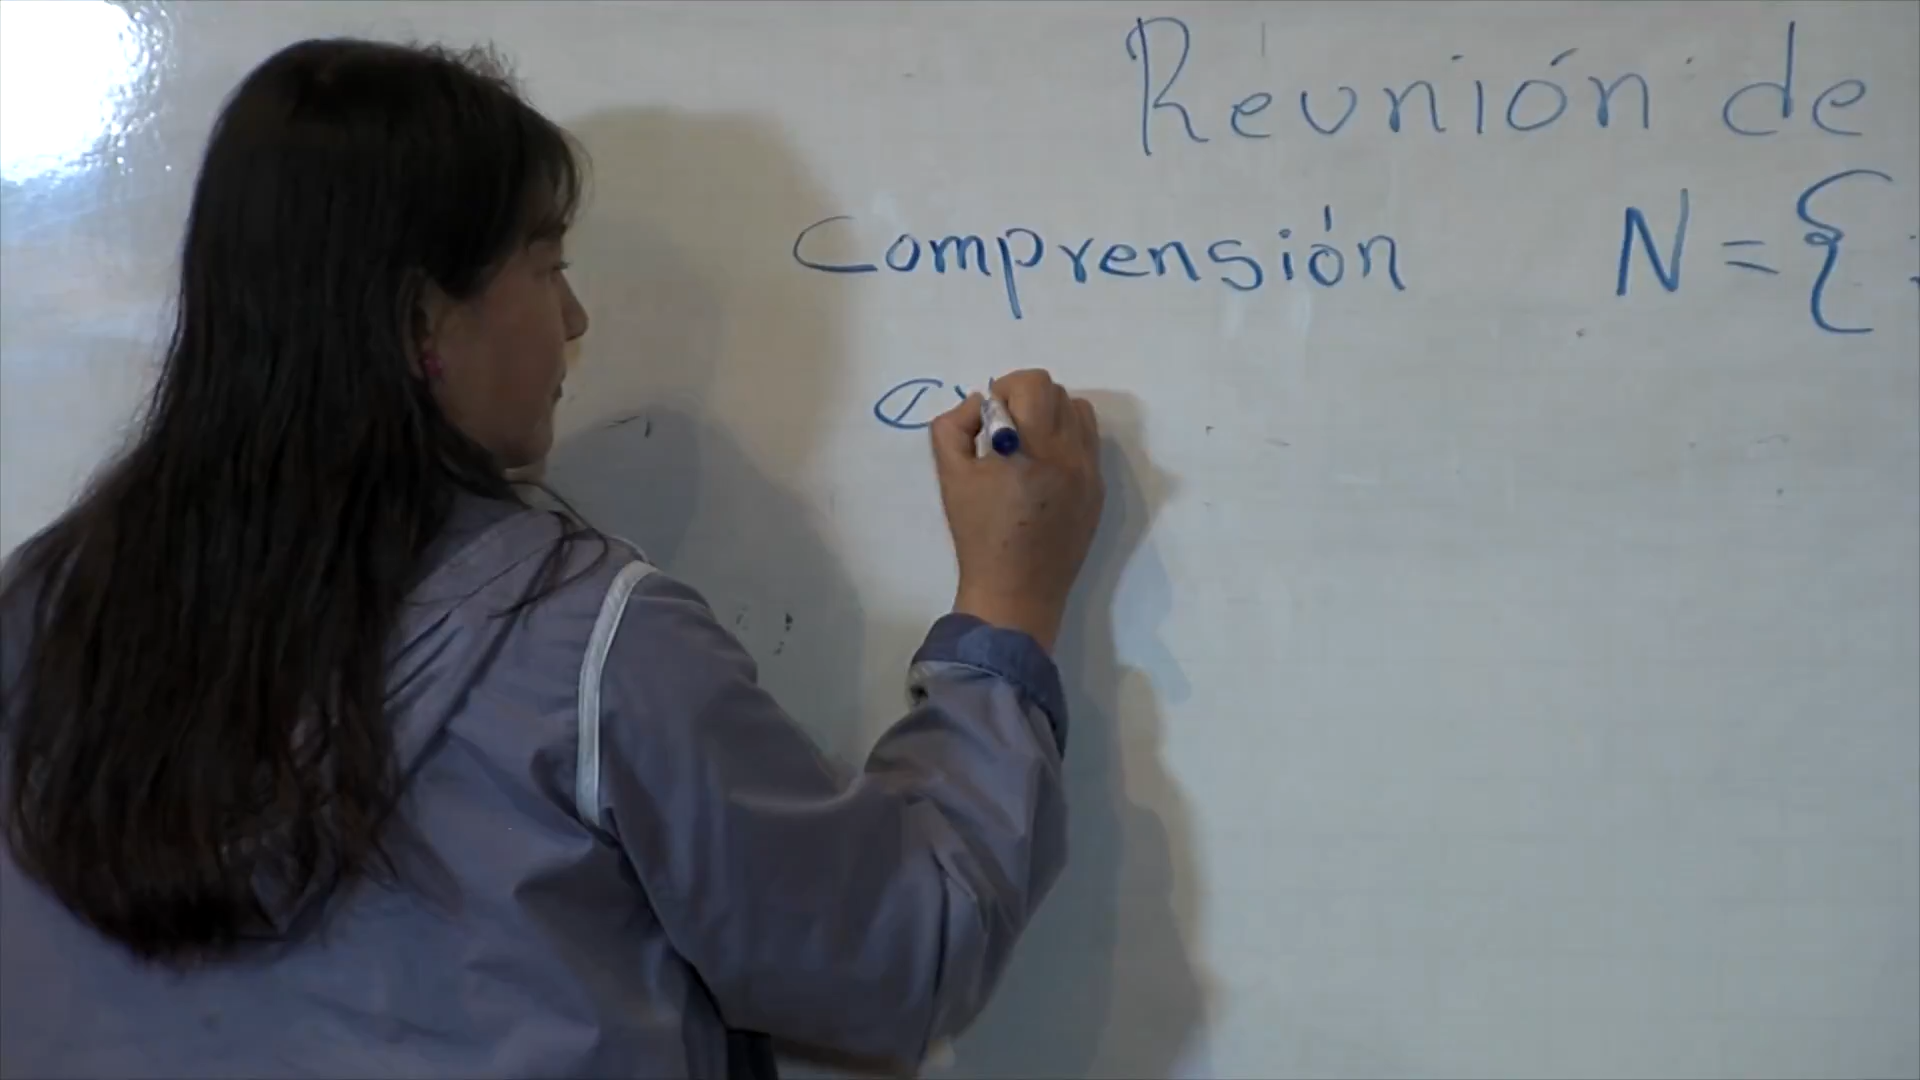 Reunión de
Comprensión N = {